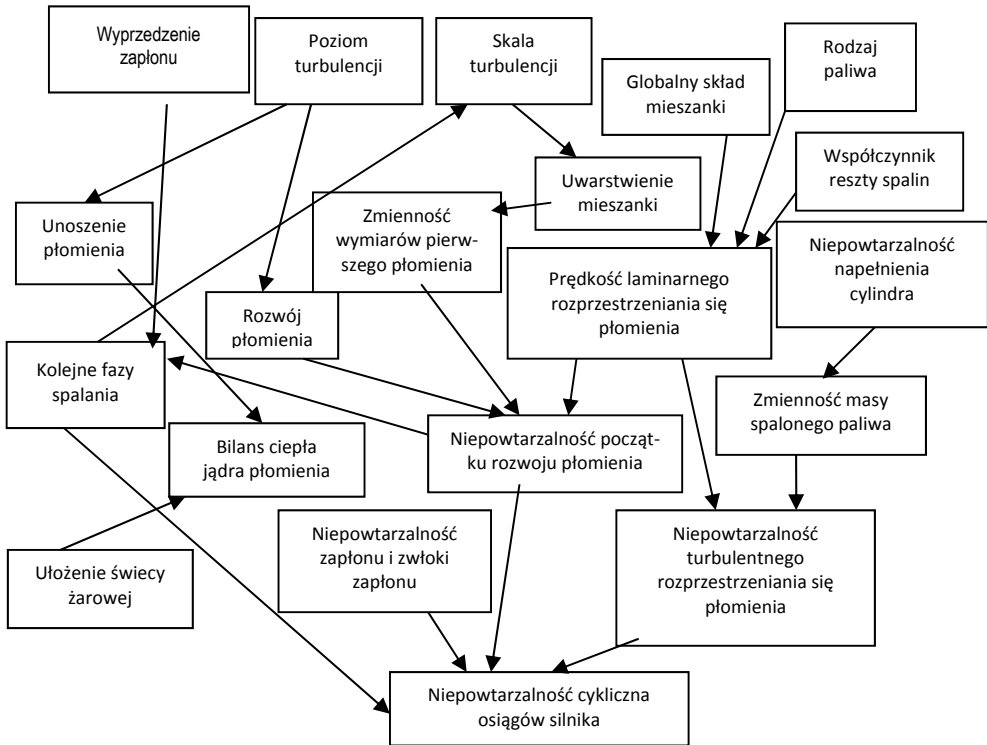 Wyprzedzenie
zapłonu
Poziom
turbulencji
Skala
turbulencji
Globalny skład
mieszanki
Rodzaj
paliwa
Współczynnik
reszty spalin
Uwarstwienie
mieszanki
Unoszenie
płomienia
Zmienność
wymiarów pierw-
szego płomienia
Niepowtarzalność
napełnienia
cylindra
Prędkość laminarnego
rozprzestrzeniania się
płomienia
Rozwój
płomienia
Kolejne fazy
spalania
Zmienność masy
spalonego paliwa
Bilans ciepła
jądra płomienia
Niepowtarzalność począt-
ku rozwoju płomienia
Niepowtarzalność
zapłonu i zwłoki
zapłonu
Niepowtarzalność
turbulentnego
rozprzestrzeniania się
płomienia
Ułożenie świecy
żarowej
Niepowtarzalność cykliczna
osiągów silnika